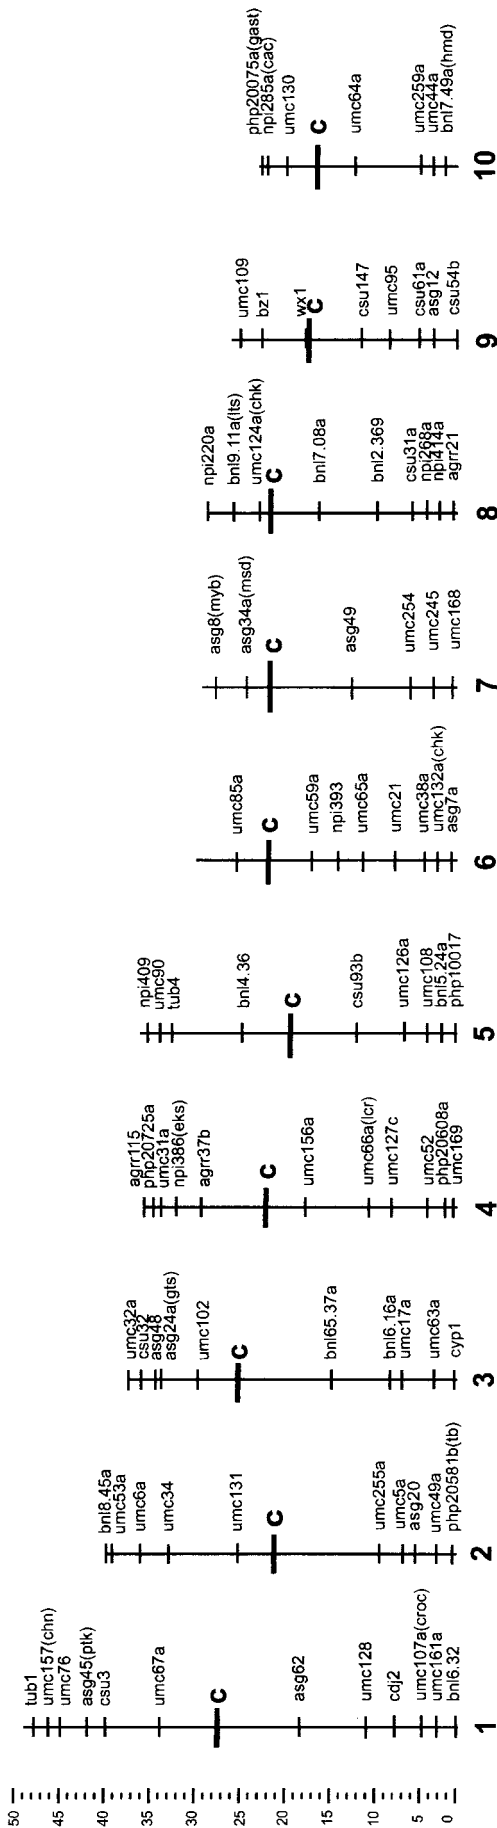 50
45
40
35
30
25
20
15
10
5
0
tub1
umc157(chn)
umc76
asg45(ptk)
csu3
umc67a
C
asg62
umc128
cdj2
umc107a(croc)
umc161a
bnl6.32
1
bnl8.45a
umc53a
umc6a
umc34
umc131
C
umc255a
umc5a
asg20
umc49a
php20581b(tb)
2
umc32a
csu32
asg48
asg24a(gts)
umc102
C
bnl65.37a
bnl6.16a
umc17a
umc63a
cyp1
3
agrr115
php20725a
umc31a
npi386(eks)
agrr37b
C
umc156a
umc66a(lcr)
umc127c
umc52
php20608a
umc169
4
npi409
umc90
tub4
bnl4.36
C
csu93b
umc126a
umc108
bnl5.24a
php10017
5
umc85a
C
umc59a
npi393
umc65a
umc21
umc38a
umc132a(chk)
asg7a
6
asg8(myb)
asg34a(msd)
C
asg49
umc254
umc245
umc168
7
npi220a
bnl9.11a(lts)
umc124a(chk)
C
bnl7.08a
bnl2.369
csu31a
npi268a
npi414a
agrr21
8
umc109
bz1
wx1
C
csu147
umc95
csu61a
asg12
csu54b
9
php20075a(gast)
npi285a(cac)
umc130
C
umc64a
umc259a
umc44a
bnl7.49a(hmd)
10